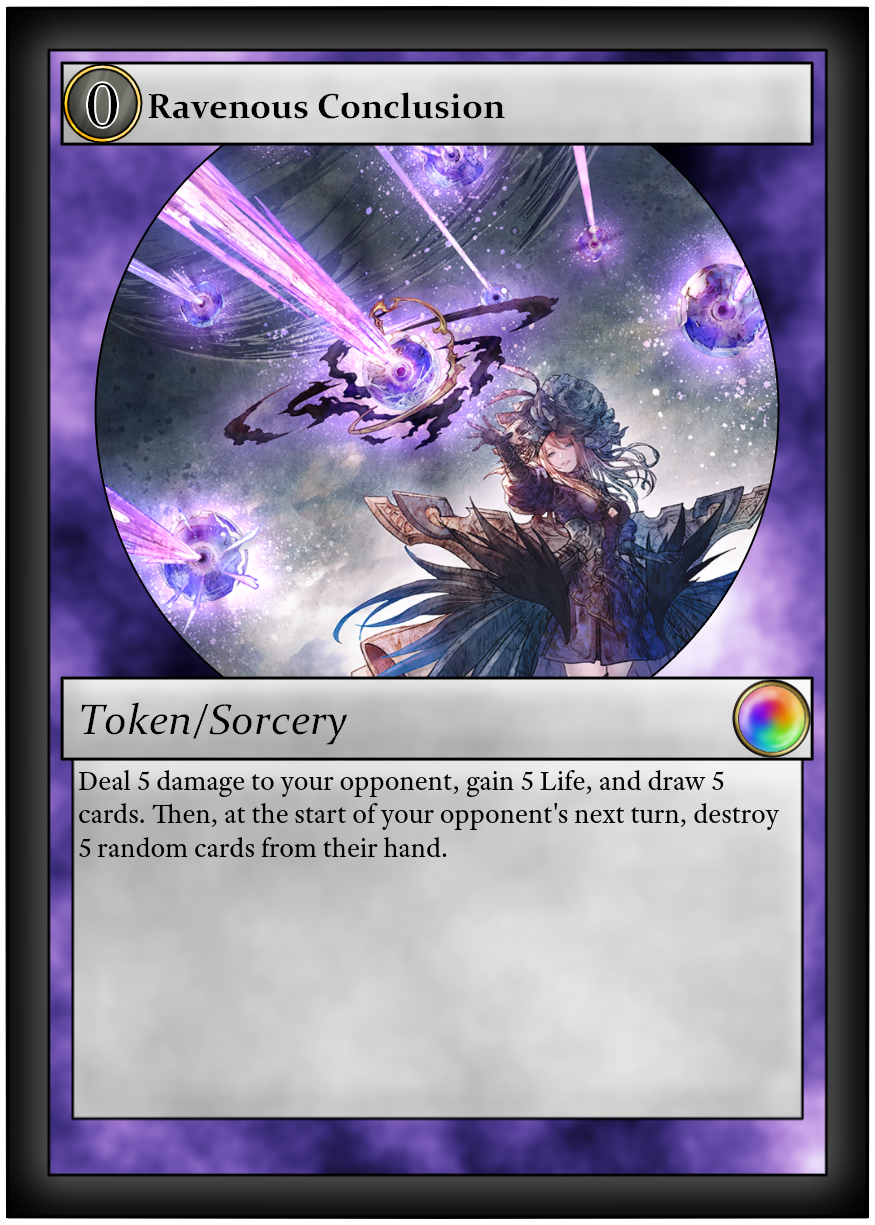 0 Ravenous Conclusion
Token/Sorcery
Deal 5 damage to your opponent, gain 5 Life, and draw 5
cards. Then, at the start of your opponent's next turn, destroy
5 random cards from their hand.